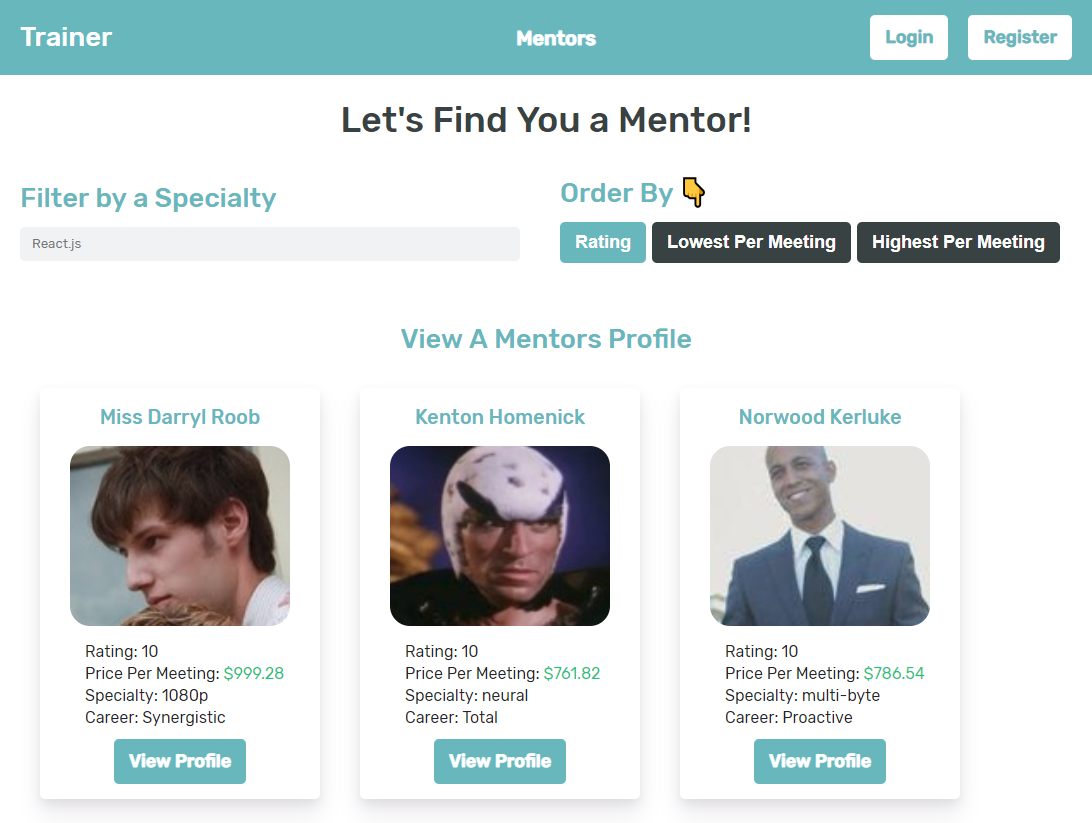 Trainer
Mentors
Login
Register
Let's Find You a Mentor!
Filter by a Specialty
React.js
Order By 👇
Rating
Lowest Per Meeting
Highest Per Meeting
View A Mentors Profile
Miss Darryl Roob
Rating: 10
Price Per Meeting: $999.28
Specialty: 1080p
Career: Synergistic
View Profile
Kenton Homenick
Rating: 10
Price Per Meeting: $761.82
Specialty: neural
Career: Total
View Profile
Norwood Kerluke
Rating: 10
Price Per Meeting: $786.54
Specialty: multi-byte
Career: Proactive
View Profile